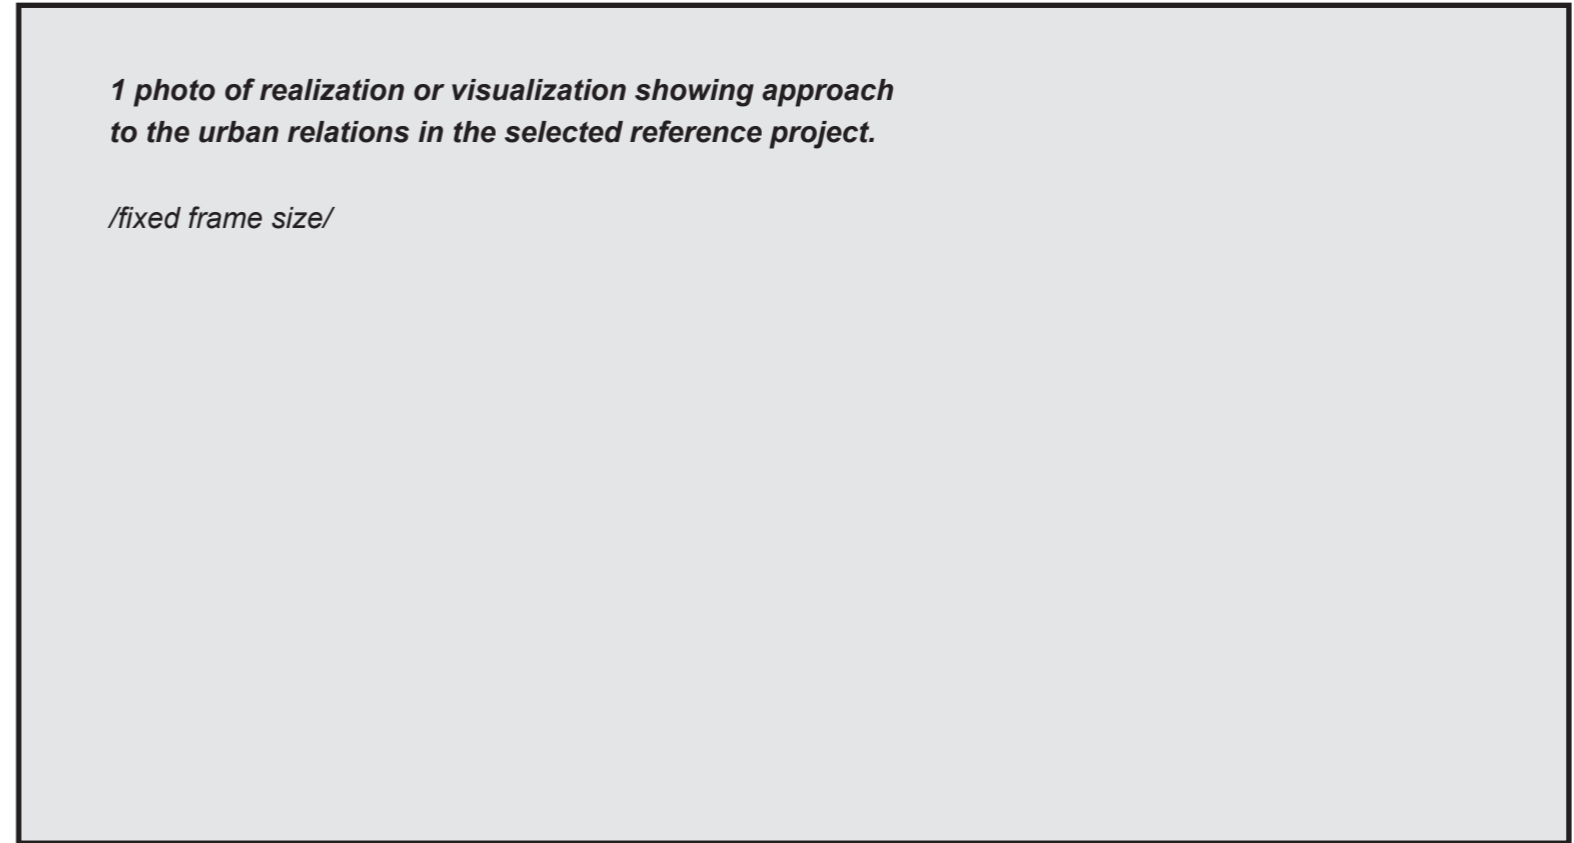 1 photo of realization or visualization showing approach
to the urban relations in the selected reference project.
/fixed frame size/